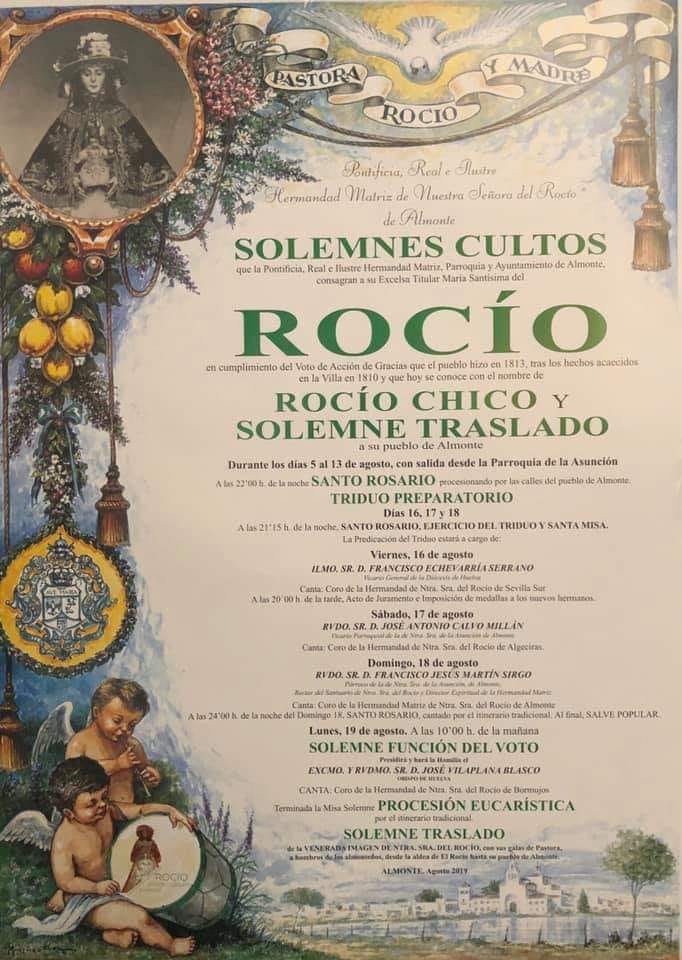 PASTORA Y MADRE
ROCIO
Pontificia, Real e Ilustre
Hermandad Matriz de Nuestra Señora del Rocío
de Almonte
SOLEMNES CULTOS
que la Pontificia, Real e Ilustre Hermandad Matriz, Parroquia y Ayuntamiento de Almonte,
consagran a su Excelsa Titular María Santísima del
ROCÍO
en cumplimiento del Voto de Acción de Gracias que el pueblo hizo en 1813, tras los hechos acaecidos
en la Villa en 1810 y que hoy se conoce con el nombre de
ROCÍO CHICO Y
SOLEMNE TRASLADO
a su pueblo de Almonte
Durante los días 5 al 13 de agosto, con salida desde la Parroquia de la Asunción
A las 22'00 h. de la noche SANTO ROSARIO procesionando por las calles del pueblo de Almonte.
TRIDUO PREPARATORIO
Días 16, 17 y 18
A las 21'15 h. de la noche, SANTO ROSARIO, EJERCICIO DEL TRIDUO Y SANTA MISA.
La Predicación del Triduo estará a cargo de:
Viernes, 16 de agosto
ILMO. SR. D. FRANCISCO ECHEVARRÍA SERRANO
Vicario General de la Diócesis de Huelva
Canta: Coro de la Hermandad de Ntra. Sra. del Rocío de Sevilla Sur
A las 20'00 h. de la tarde, Acto de Juramento e Imposición de medallas a los nuevos hermanos.
Sábado, 17 de agosto
RVDO. SR. D. JOSÉ ANTONIO CALVO MILLÁN
Vicario Parroquial de la de Ntra. Sra. de la Asunción de Almonte
Canta: Coro de la Hermandad de Ntra. Sra. del Rocío de Algeciras.
Domingo, 18 de agosto
RVDO. SR. D. FRANCISCO JESUS MARTÍN SIRGO
Párroco de la de Ntra. Sra. de la Asunción, de Almonte,
Rector del Santuario de Ntra. Sra. del Rocío y Director Espiritual de la Hermandad Matriz
Canta: Coro de la Hermandad Matriz de Ntra. Sra. del Rocío de Almonte
A las 24'00 h. de la noche del Domingo 18, SANTO ROSARIO, cantado por el itinerario tradicional. Al final, SALVE POPULAR.
Lunes, 19 de agosto. A las 10'00 h. de la mañana
SOLEMNE FUNCIÓN DEL VOTO
Presidirá y hará la Homilía el
EXCMO. Y RVDMO. SR. D. JOSÉ VILAPLANA BLASCO
OBISPO DE HUELVA
CANTA: Coro de la Hermandad de Ntra. Sra. del Rocío de Bormujos
Terminada la Misa Solemne PROCESIÓN EUCARÍSTICA
por el itinerario tradicional.
SOLEMNE TRASLADO
de la VENERADA IMAGEN DE NTRA. SRA. DEL ROCÍO, con sus galas de Pastora,
a hombros de los almonteños, desde la aldea de El Rocío hasta su pueblo de Almonte.
ALMONTE. Agosto 2019
AVE MARIA
ROCÍO